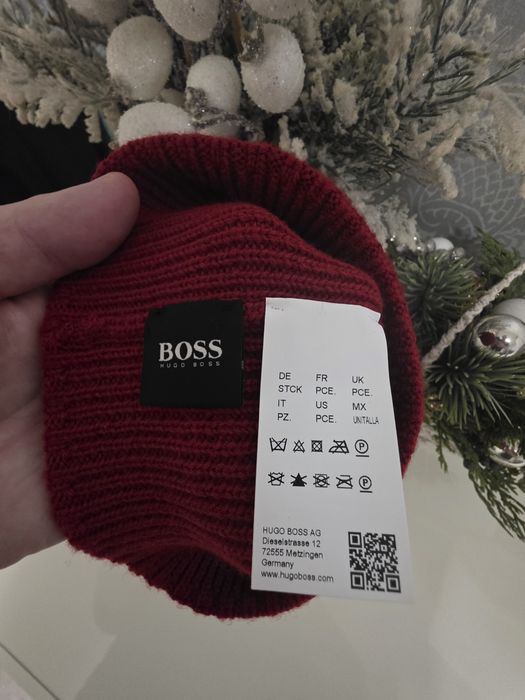 BOSS
HUGO BOSS
DE FR UK
STCK PCE. PCE.
IT US MX
PZ. PCE. UNITALLA
P
P
HUGO BOSS AG
Dieselstrasse 12
72555 Metzingen
Germany
www.hugoboss.com